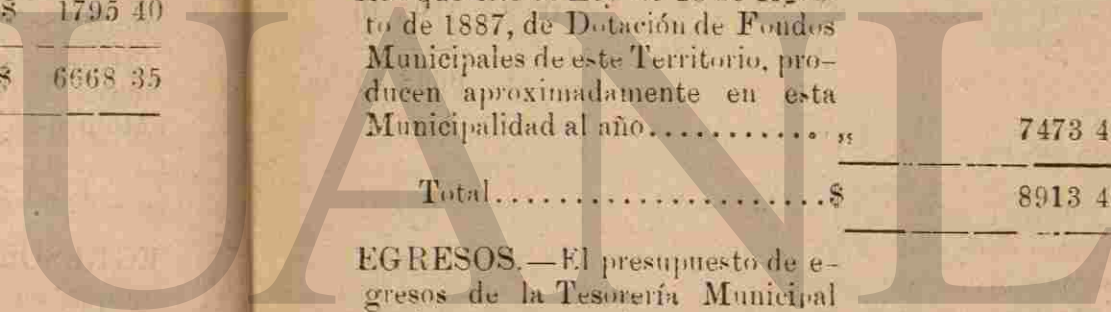 $ 1795 40
$ 6668 35
to de 1887, de Dotación de Fondos
Municipales de este Territorio, pro-
ducen aproximadamente en esta
Municipalidad al año............ „ 7473 4
Total......................$ 8913 4
EGRESOS.—El presupuesto de e-
gresos de la Tesorería Municipal
UANL